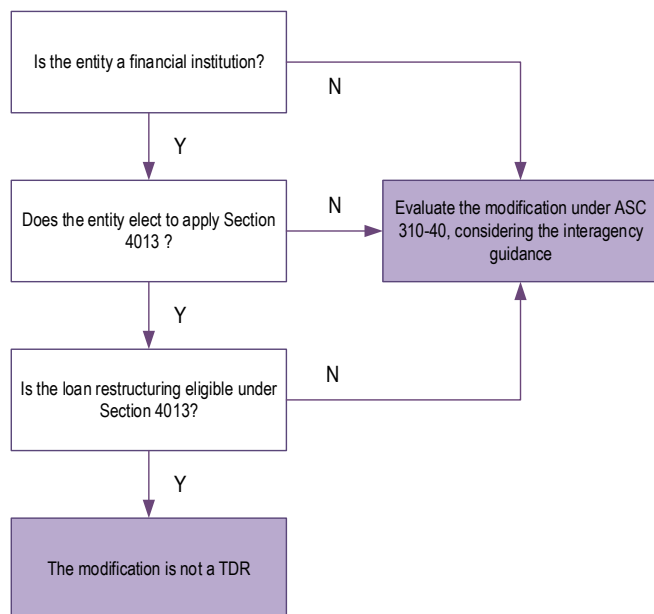 Is the entity a financial institution?
N
Y
Does the entity elect to apply Section
4013 ?
N
Evaluate the modification under ASC
310-40, considering the interagency
guidance
Y
Is the loan restructuring eligible under
Section 4013?
N
Y
The modification is not a TDR